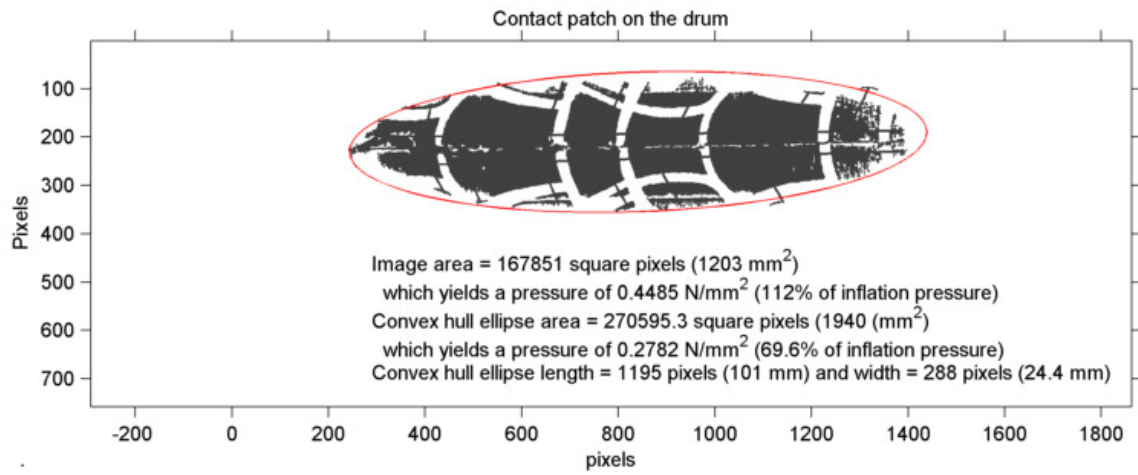 Contact patch on the drum
100
200
300
400
500
600
700
Pixels
Image area = 167851 square pixels (1203 mm²)
which yields a pressure of 0.4485 N/mm² (112% of inflation pressure)
Convex hull ellipse area = 270595.3 square pixels (1940 (mm²)
which yields a pressure of 0.2782 N/mm² (69.6% of inflation pressure)
Convex hull ellipse length = 1195 pixels (101 mm) and width = 288 pixels (24.4 mm)
-200 0 200 400 600 800 1000 1200 1400 1600 1800
pixels